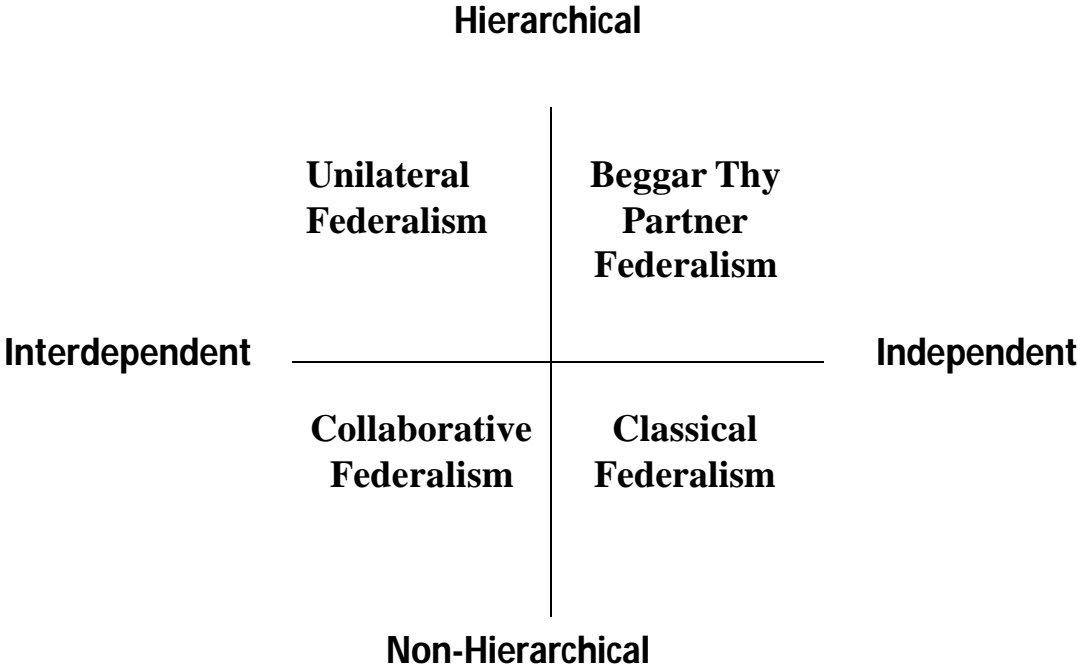 Hierarchical
Unilateral
Federalism
Beggar Thy
Partner
Federalism
Interdependent
Independent
Collaborative
Federalism
Classical
Federalism
Non-Hierarchical